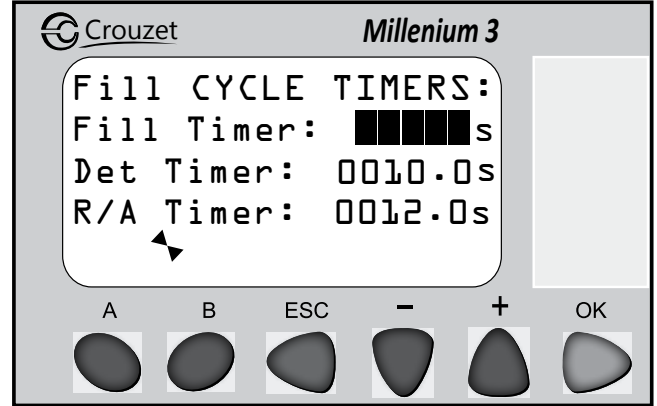 Crouzet Millenium 3
Fill CYCLE TIMERS:
Fill Timer: s
Det Timer: 0010.0s
R/A Timer: 0012.0s
A B ESC − + OK